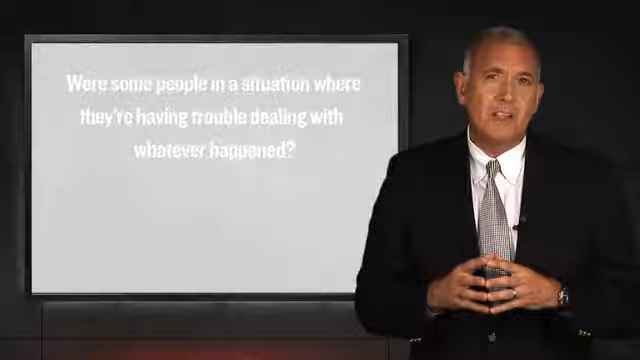 Were some people in a situation where
they're having trouble dealing with
whatever happened?